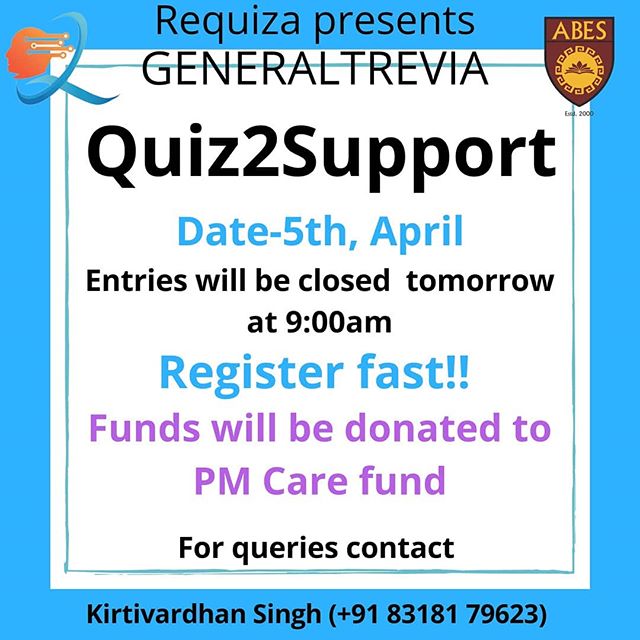 Requiza presents
ABES
GENERALTREVIA
Estd. 2000
Quiz2Support
Date-5th, April
Entries will be closed tomorrow
at 9:00am
Register fast!!
Funds will be donated to
PM Care fund
For queries contact
Kirtivardhan Singh (+91 83181 79623)